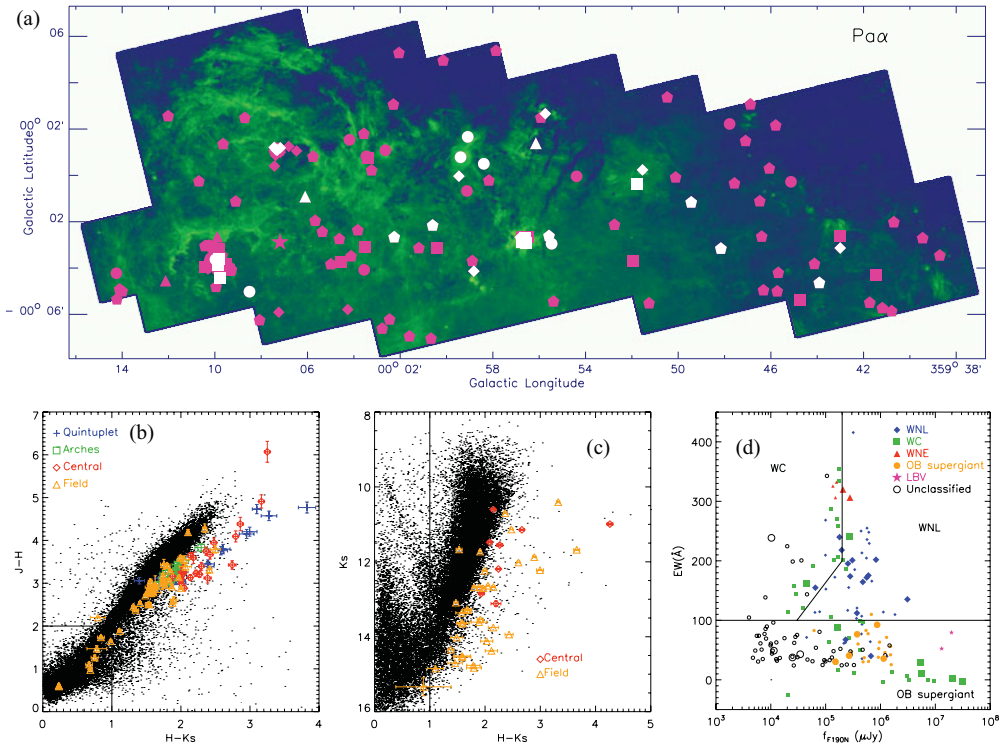 (a)
Paα
06
00° 02'
02
- 00° 06'
Galactic Latitude
14
10
06
00° 02'
58
54
50
46
42
359° 38'
Galactic Longitude
(b)
Quintuplet
Arches
Central
Field
7
6
5
4
3
2
1
0
J-H
0
1
2
3
4
H-Ks
(c)
Central
Field
10
12
14
16
Ks
0
1
2
3
4
5
H-Ks
(d)
WC
WNL
OB supergiant
WNL
WC
WNE
OB supergiant
LBV
Unclassified
400
300
200
100
0
EW(Å)
10³
10⁴
10⁵
10⁶
10⁷
10⁸
fF190N (μJy)